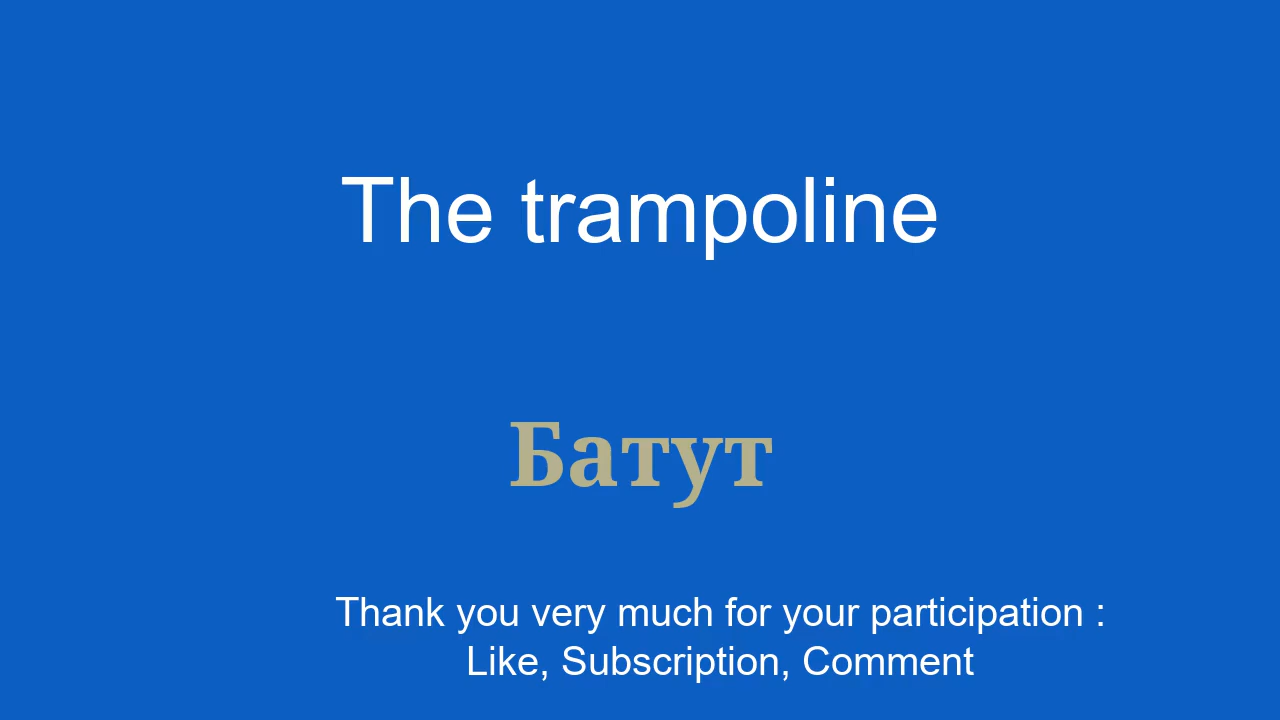 The trampoline
Батут
Thank you very much for your participation :
Like, Subscription, Comment